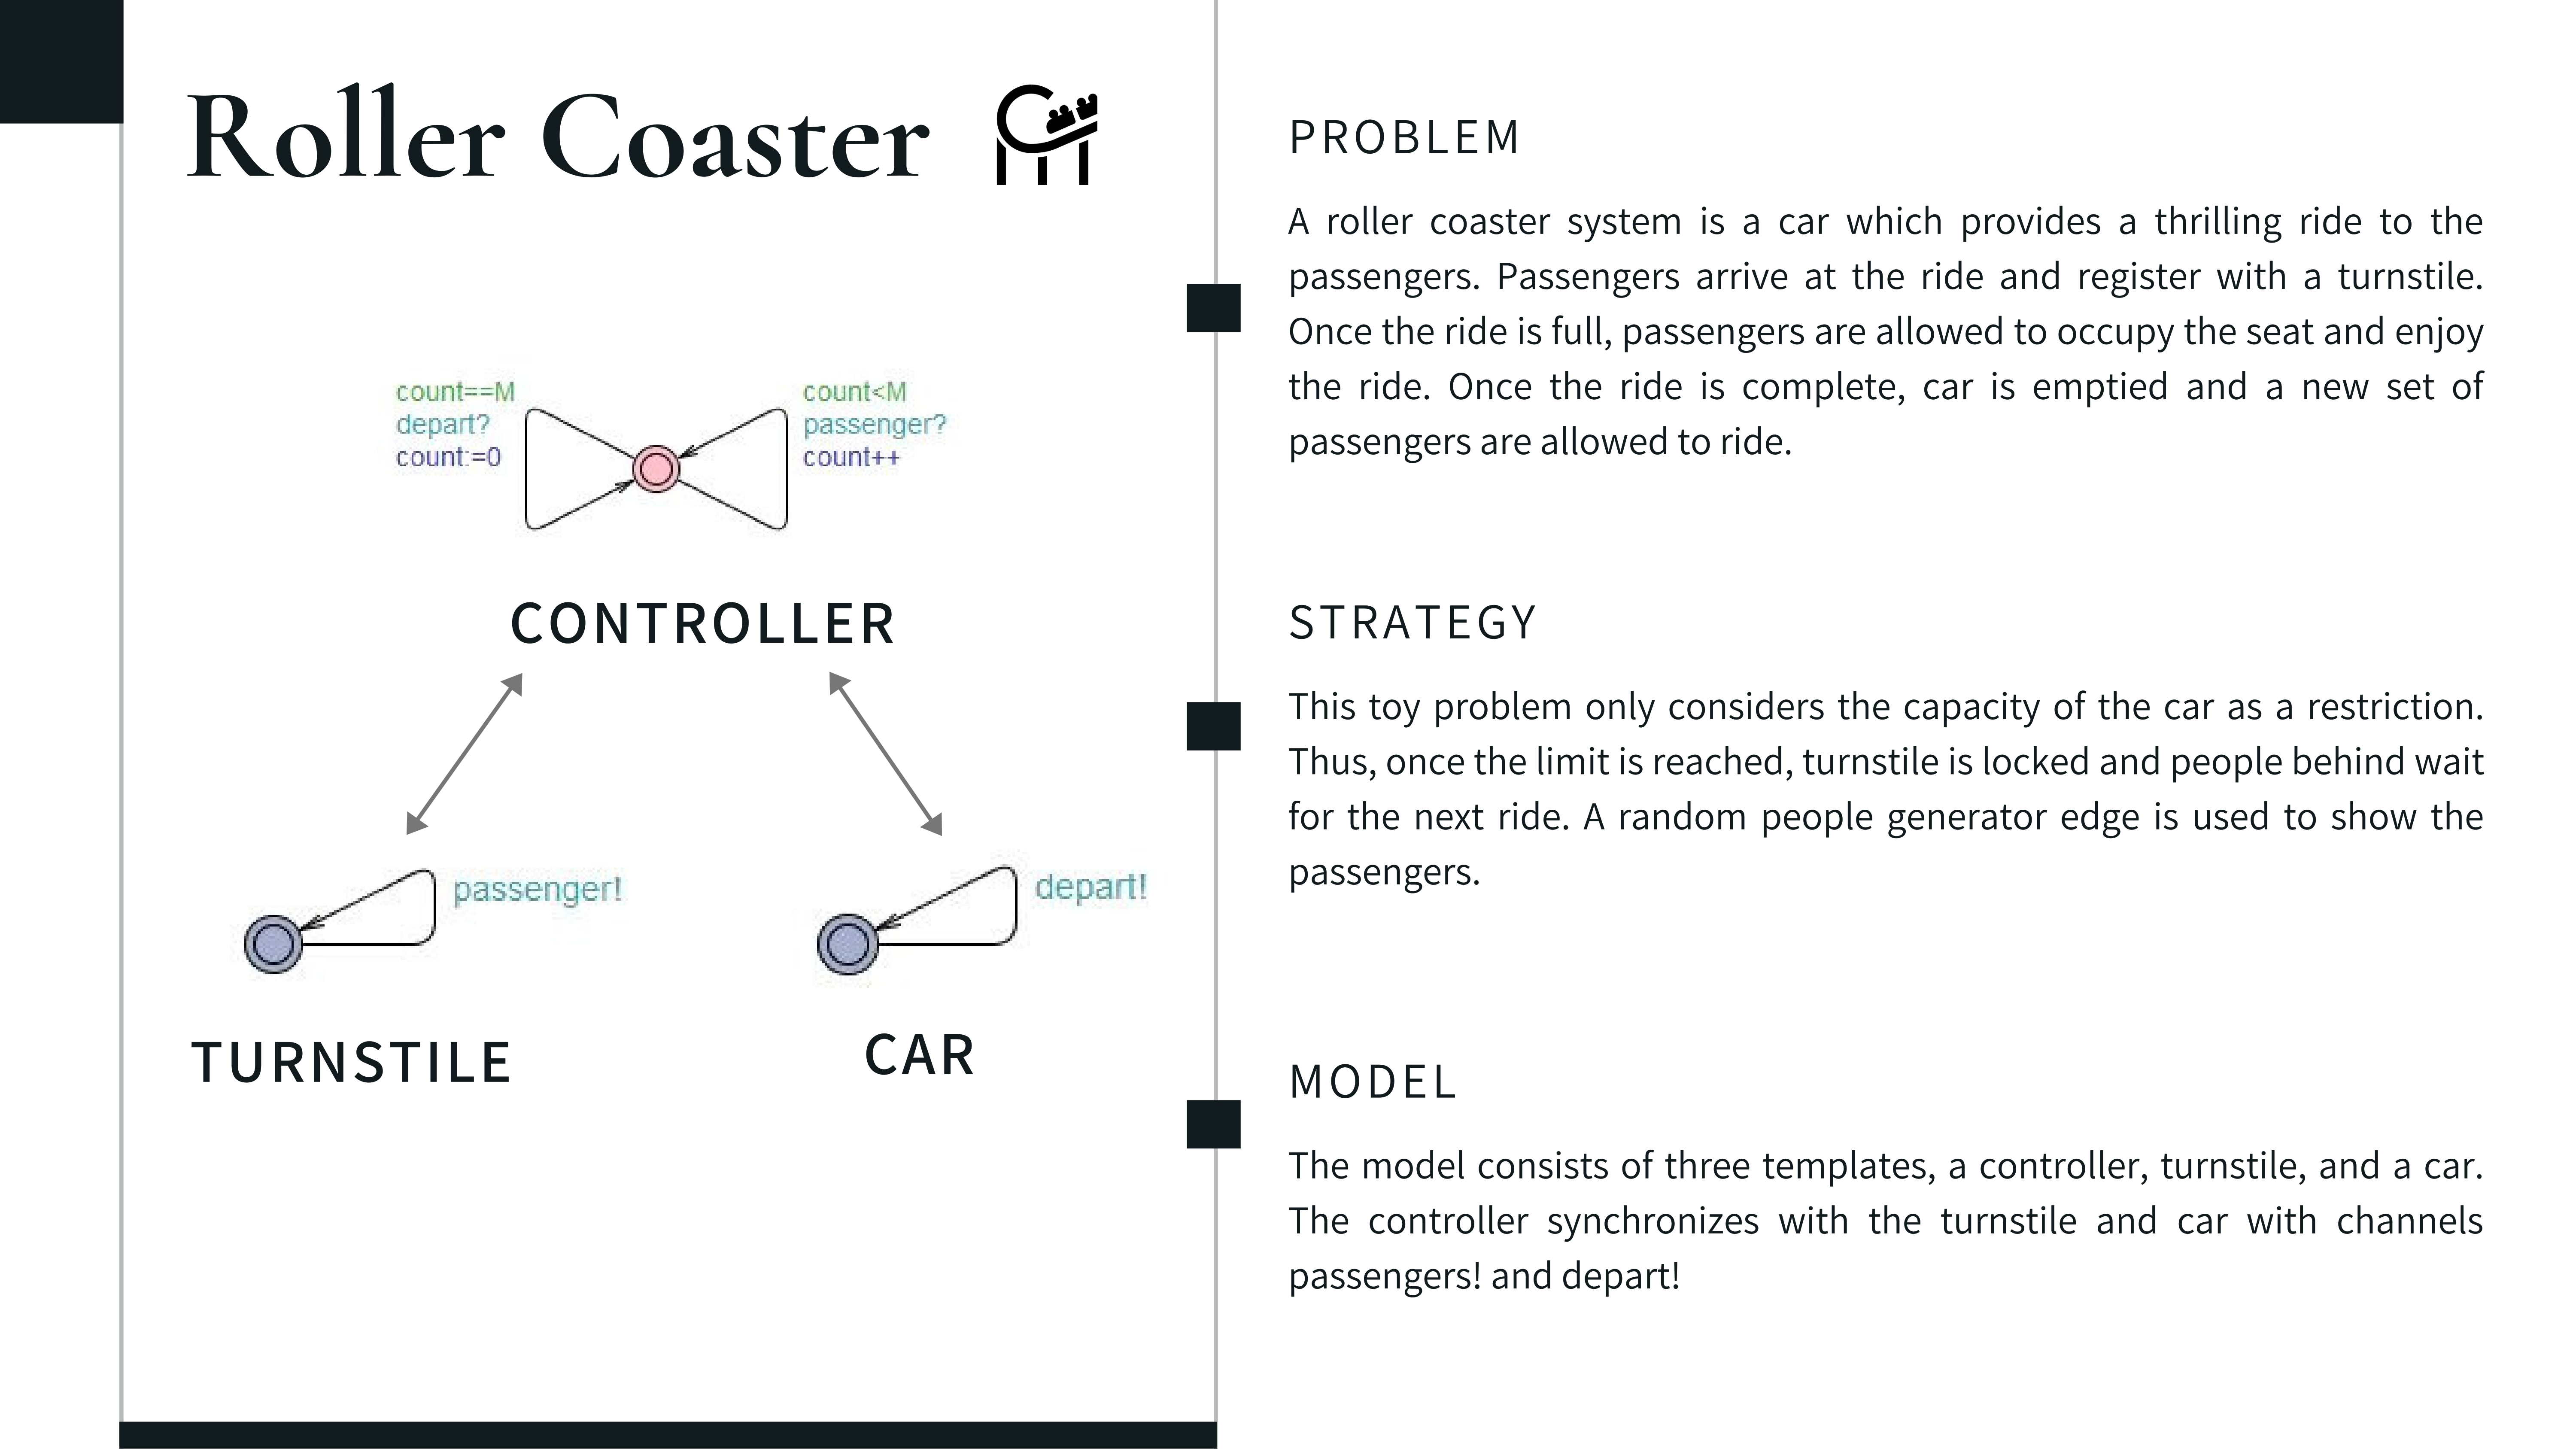 Roller Coaster
count==M
depart?
count:=0
count<M
passenger?
count++
CONTROLLER
passenger!
depart!
TURNSTILE
CAR
PROBLEM
A roller coaster system is a car which provides a thrilling ride to the
passengers. Passengers arrive at the ride and register with a turnstile.
Once the ride is full, passengers are allowed to occupy the seat and enjoy
the ride. Once the ride is complete, car is emptied and a new set of
passengers are allowed to ride.
STRATEGY
This toy problem only considers the capacity of the car as a restriction.
Thus, once the limit is reached, turnstile is locked and people behind wait
for the next ride. A random people generator edge is used to show the
passengers.
MODEL
The model consists of three templates, a controller, turnstile, and a car.
The controller synchronizes with the turnstile and car with channels
passengers! and depart!